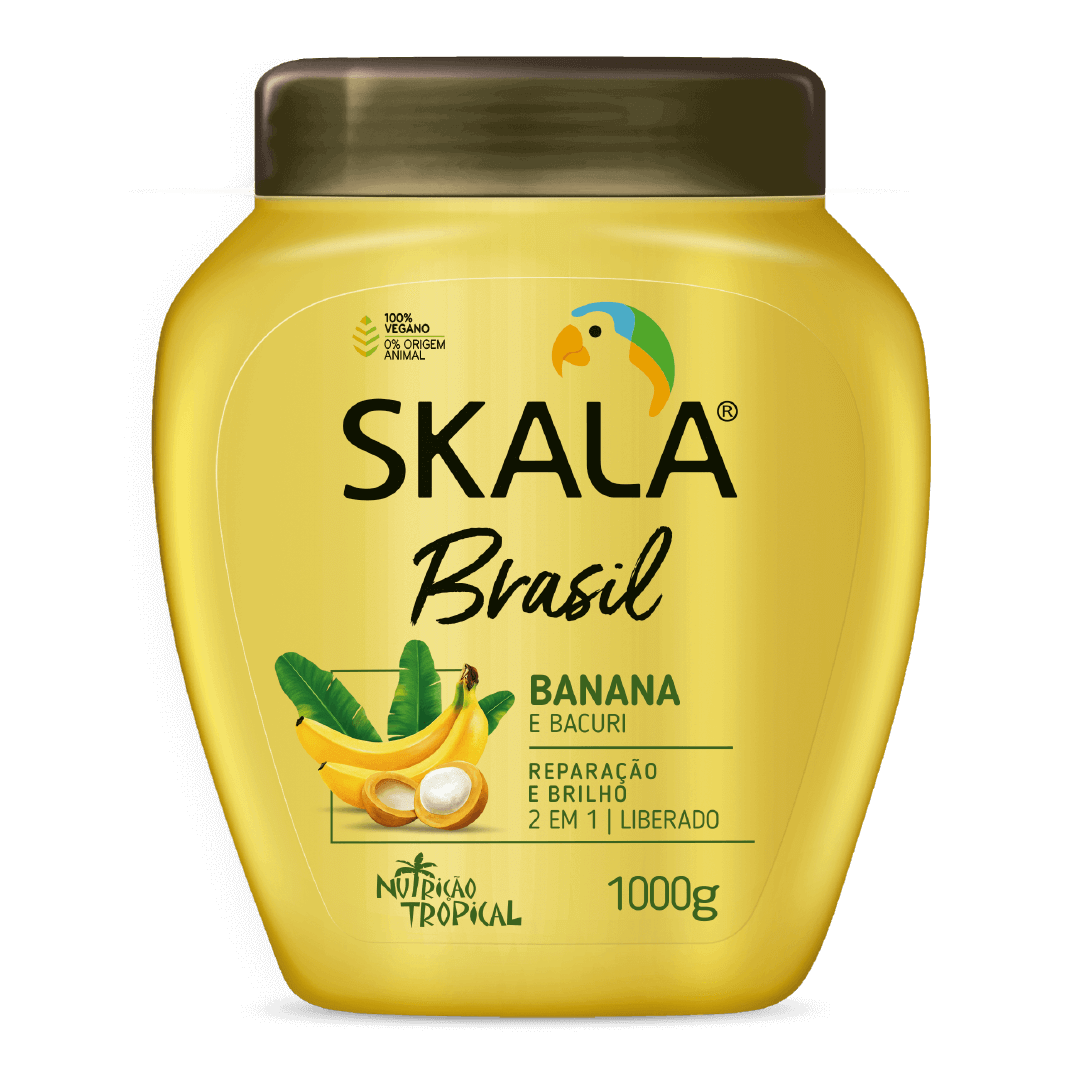 100%
VEGANO
0% ORIGEM
ANIMAL
SKALA®
Brasil
BANANA
E BACURI
REPARAÇÃO
E BRILHO
2 EM 1 | LIBERADO
NUTRIÇÃO
TROPICAL
1000g